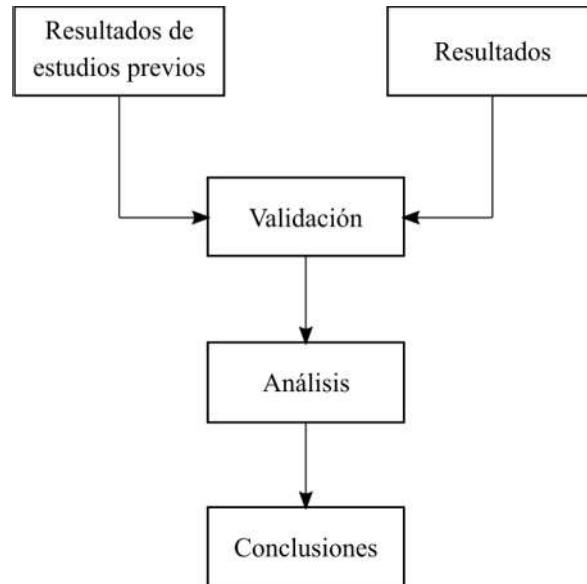 Resultados de
estudios previos
Resultados
Validación
Análisis
Conclusiones